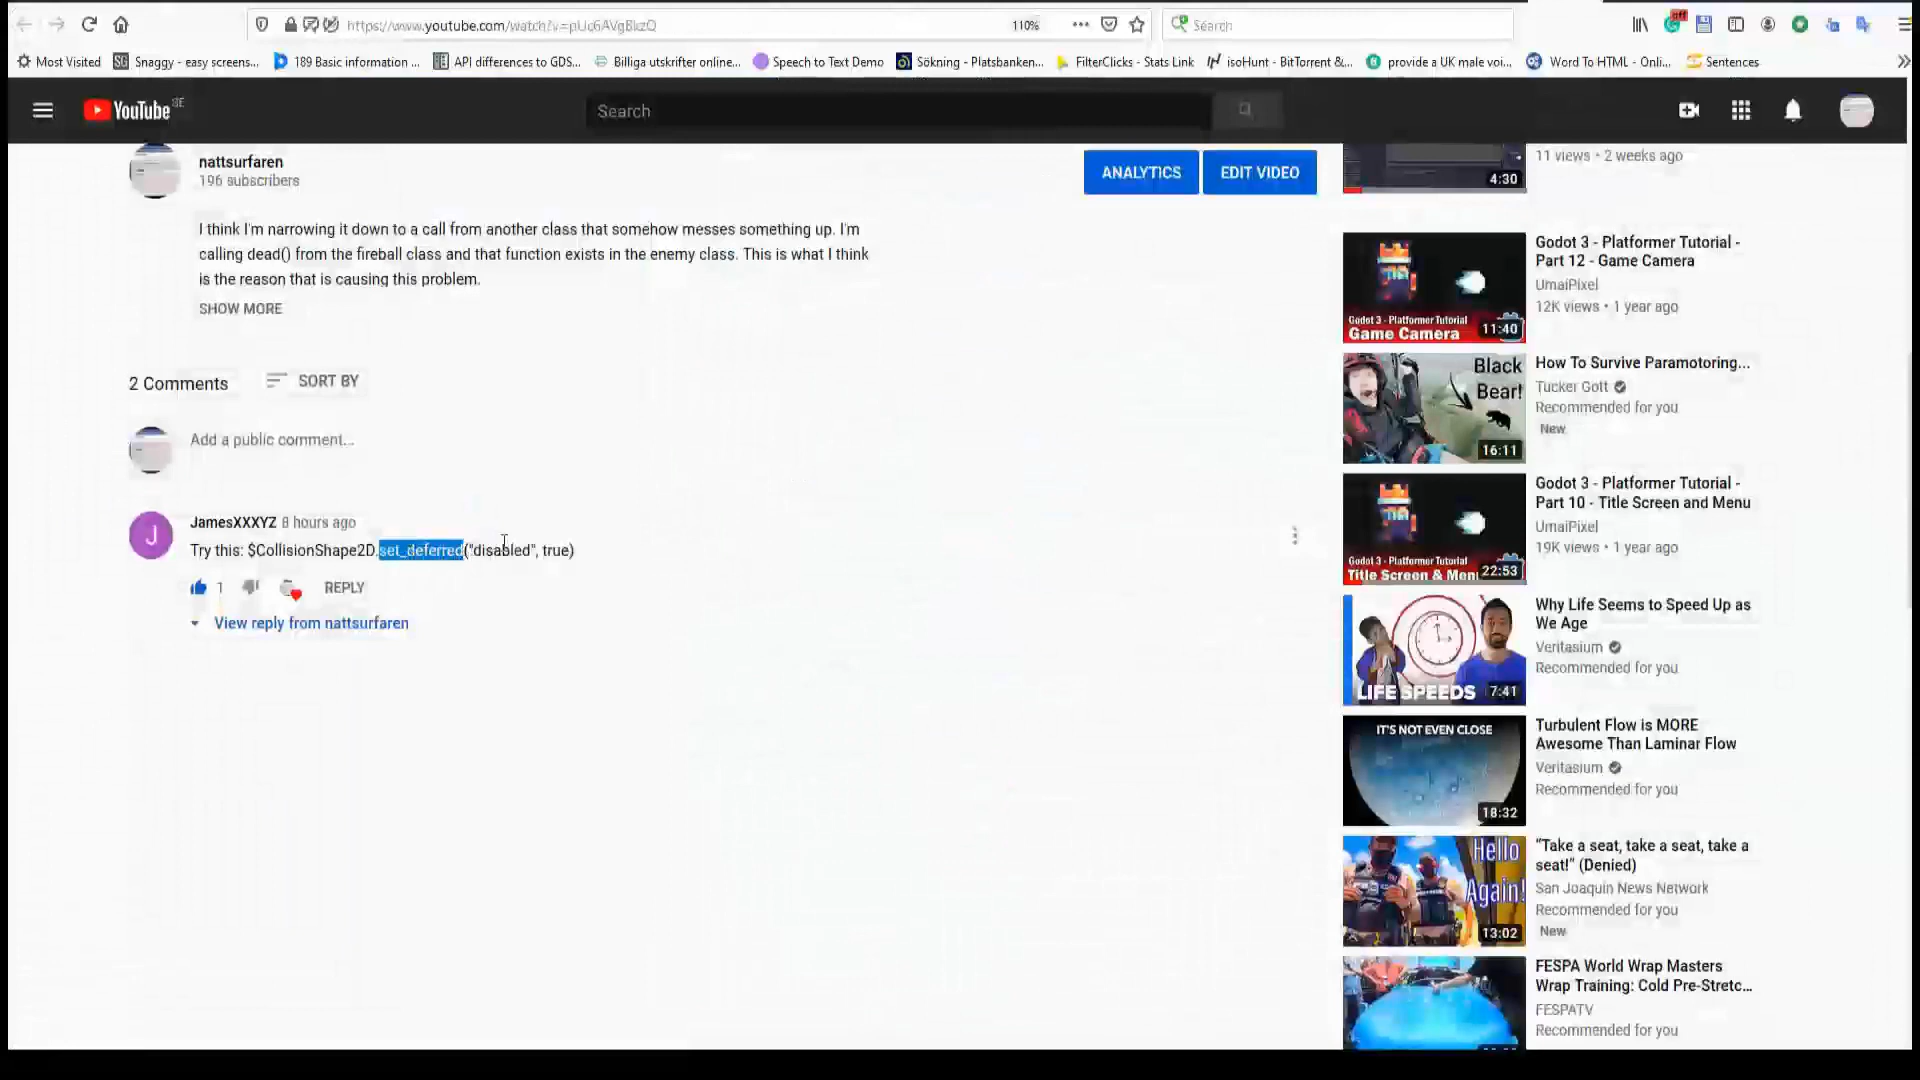 https://www.youtube.com/watch?v=pUc6AVgBkzQ
110%
Search
off
Most Visited
Snaggy - easy screens...
189 Basic information ...
API differences to GDS...
Billiga utskrifter online...
Speech to Text Demo
Sökning - Platsbanken...
FilterClicks - Stats Link
isoHunt - BitTorrent &...
provide a UK male voi...
Word To HTML - Onli...
Sentences
YouTube SE
Search
nattsurfaren
196 subscribers
ANALYTICS
EDIT VIDEO
I think I'm narrowing it down to a call from another class that somehow messes something up. I'm
calling dead() from the fireball class and that function exists in the enemy class. This is what I think
is the reason that is causing this problem.
SHOW MORE
2 Comments
SORT BY
Add a public comment...
J
JamesXXXYZ 8 hours ago
Try this: $CollisionShape2D.set_deferred("disabled", true)
1
REPLY
View reply from nattsurfaren
4:30
11 views • 2 weeks ago
Godot 3 - Platformer Tutorial
Game Camera
11:40
Godot 3 - Platformer Tutorial -
Part 12 - Game Camera
UmaiPixel
12K views • 1 year ago
Black
Bear!
16:11
How To Survive Paramotoring...
Tucker Gott
Recommended for you
New
Godot 3 - Platformer Tutorial
Title Screen & Menu
22:53
Godot 3 - Platformer Tutorial -
Part 10 - Title Screen and Menu
UmaiPixel
19K views • 1 year ago
LIFE SPEEDS
7:41
Why Life Seems to Speed Up as
We Age
Veritasium
Recommended for you
IT'S NOT EVEN CLOSE
18:32
Turbulent Flow is MORE
Awesome Than Laminar Flow
Veritasium
Recommended for you
Hello
Again!
13:02
"Take a seat, take a seat, take a
seat!" (Denied)
San Joaquin News Network
Recommended for you
New
FESPA World Wrap Masters
Wrap Training: Cold Pre-Stretc...
FESPATV
Recommended for you